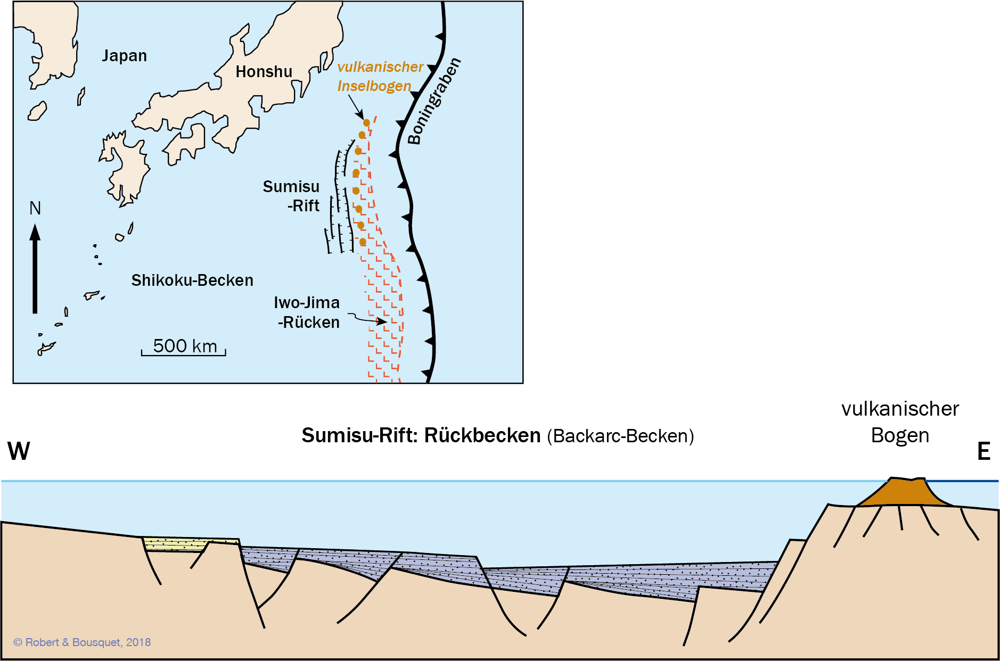 Japan
Honshu
vulkanischer
Inselbogen
Boningraben
Sumisu
-Rift
N
Shikoku-Becken
Iwo-Jima
-Rücken
500 km
vulkanischer
Bogen
Sumisu-Rift: Rückbecken (Backarc-Becken)
W
E
© Robert & Bousquet, 2018